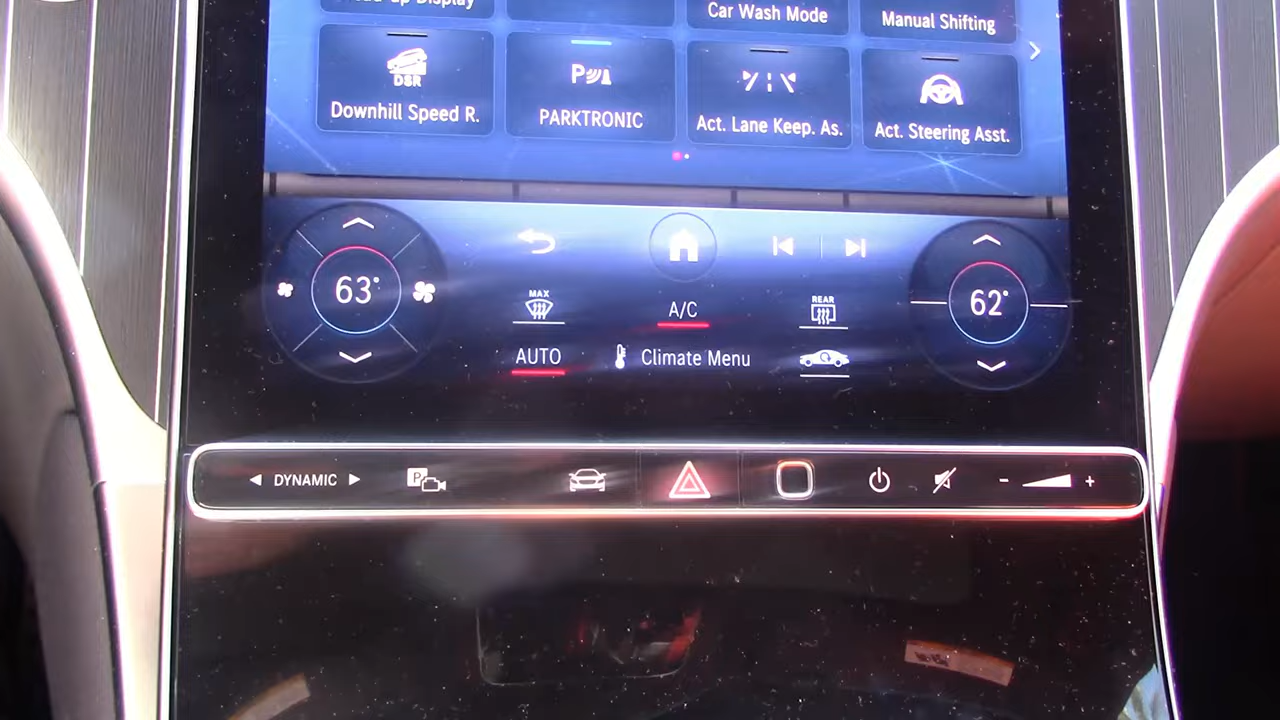 Display
Car Wash Mode
Manual Shifting
DSR
Downhill Speed R.
P
PARKTRONIC
Act. Lane Keep. As.
Act. Steering Asst.
63°
MAX
A/C
REAR
62°
AUTO
Climate Menu
DYNAMIC
P
- +